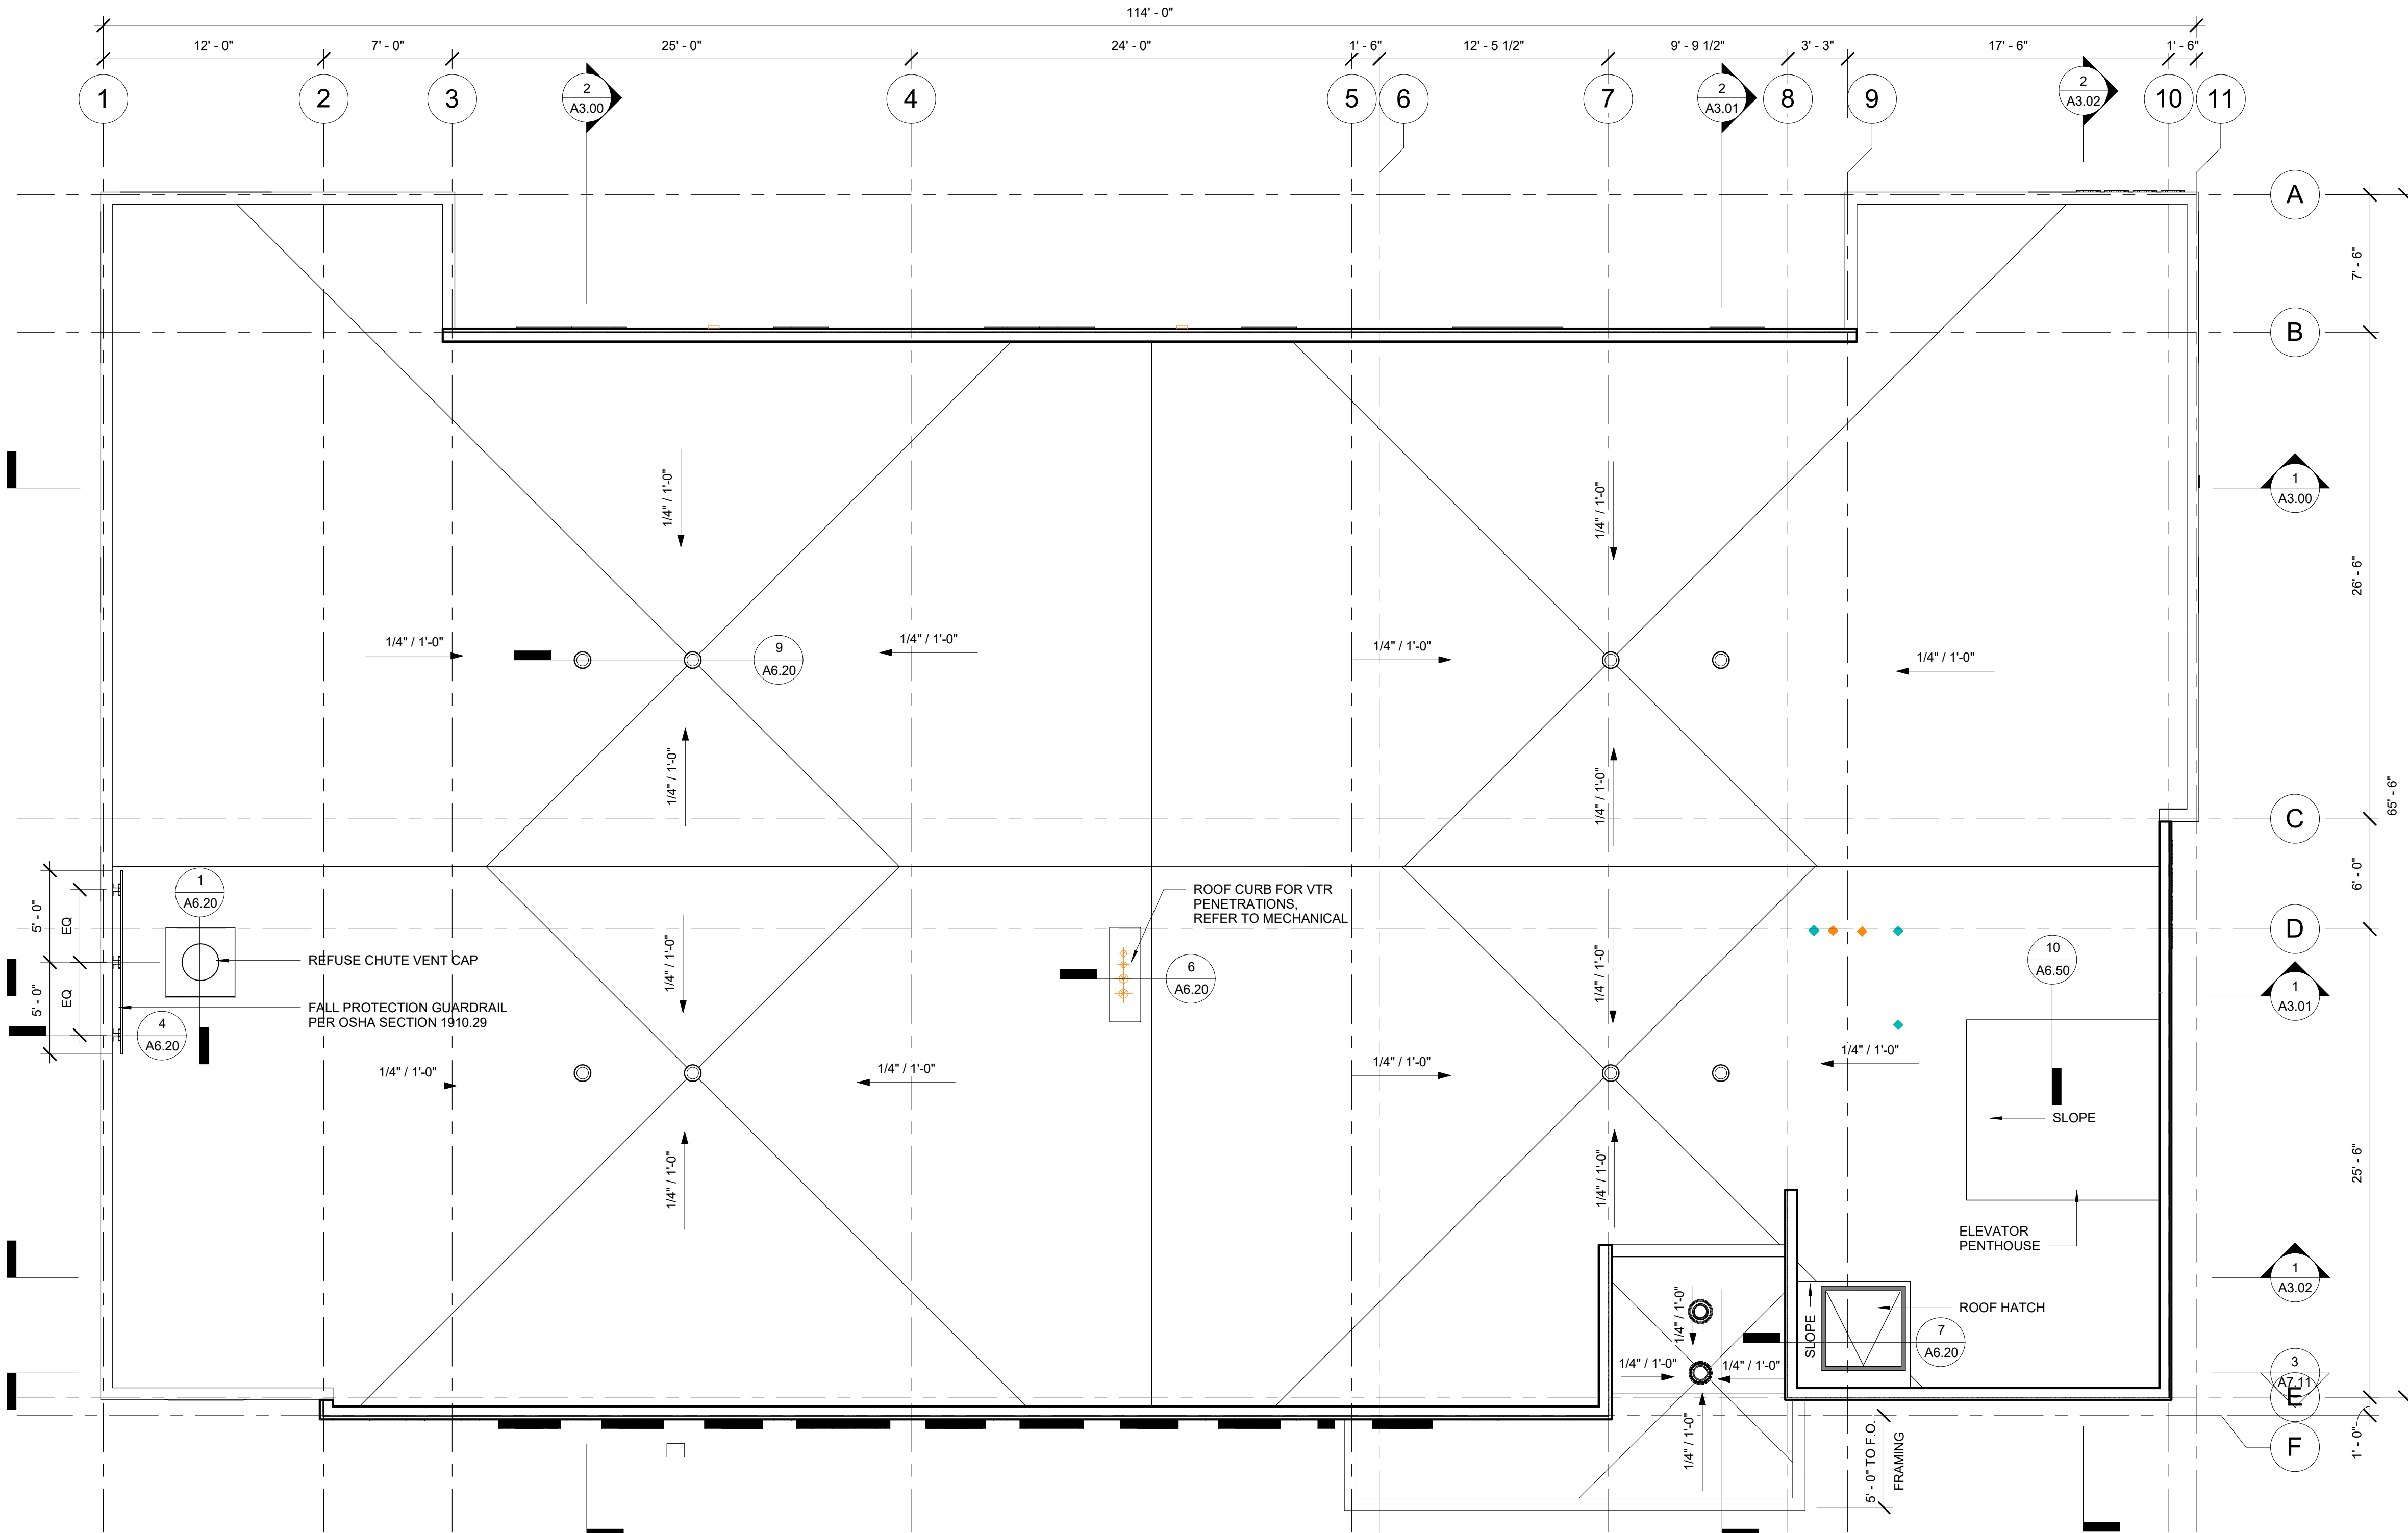 114' - 0"
12' - 0"
7' - 0"
25' - 0"
24' - 0"
1' - 6"
12' - 5 1/2"
9' - 9 1/2"
3' - 3"
17' - 6"
1' - 6"
1
2
3
2
A3.00
4
5
6
7
2
A3.01
8
9
2
A3.02
10
11
A
7' - 6"
B
26' - 6"
65' - 6"
1
A3.00
1/4" / 1'-0"
1/4" / 1'-0"
1/4" / 1'-0"
9
A6.20
1/4" / 1'-0"
1/4" / 1'-0"
1/4" / 1'-0"
1/4" / 1'-0"
1/4" / 1'-0"
C
6' - 0"
D
1
A6.20
5' - 0"
EQ
5' - 0"
EQ
REFUSE CHUTE VENT CAP
FALL PROTECTION GUARDRAIL
PER OSHA SECTION 1910.29
4
A6.20
1/4" / 1'-0"
ROOF CURB FOR VTR
PENETRATIONS,
REFER TO MECHANICAL
6
A6.20
1/4" / 1'-0"
10
A6.50
1
A3.01
1/4" / 1'-0"
1/4" / 1'-0"
1/4" / 1'-0"
1/4" / 1'-0"
SLOPE
1/4" / 1'-0"
1/4" / 1'-0"
25' - 6"
ELEVATOR
PENTHOUSE
1
A3.02
1/4" / 1'-0"
ROOF HATCH
SLOPE
7
A6.20
1/4" / 1'-0"
1/4" / 1'-0"
3
A7.11
E
1/4" / 1'-0"
5' - 0" TO F.O.
FRAMING
F
1' - 0"